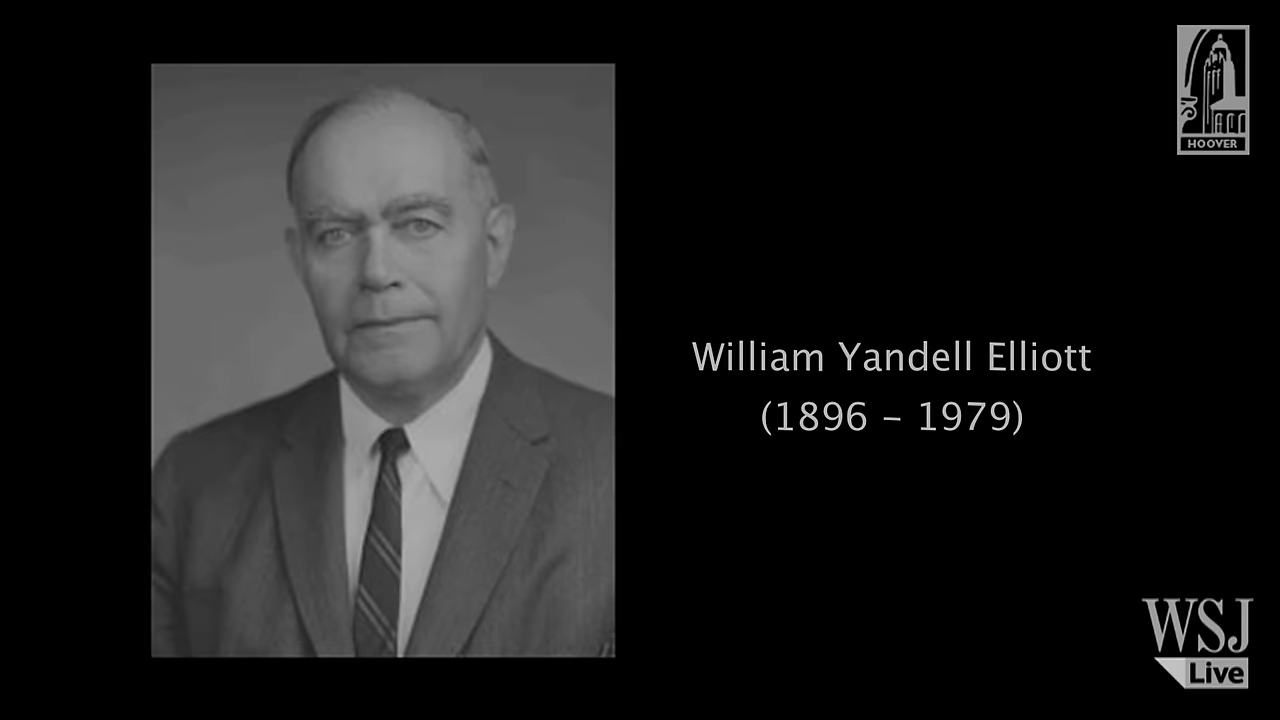 HOOVER
William Yandell Elliott
(1896 – 1979)
WSJ
Live